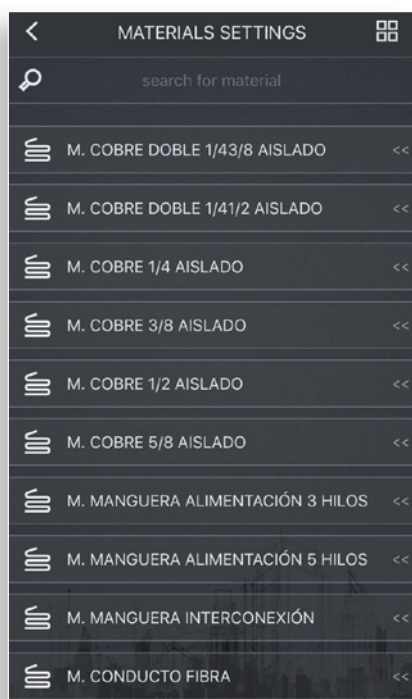 MATERIALS SETTINGS
search for material
M. COBRE DOBLE 1/43/8 AISLADO <<
M. COBRE DOBLE 1/41/2 AISLADO <<
M. COBRE 1/4 AISLADO <<
M. COBRE 3/8 AISLADO <<
M. COBRE 1/2 AISLADO <<
M. COBRE 5/8 AISLADO <<
M. MANGUERA ALIMENTACIÓN 3 HILOS <<
M. MANGUERA ALIMENTACIÓN 5 HILOS <<
M. MANGUERA INTERCONEXIÓN <<
M. CONDUCTO FIBRA <<